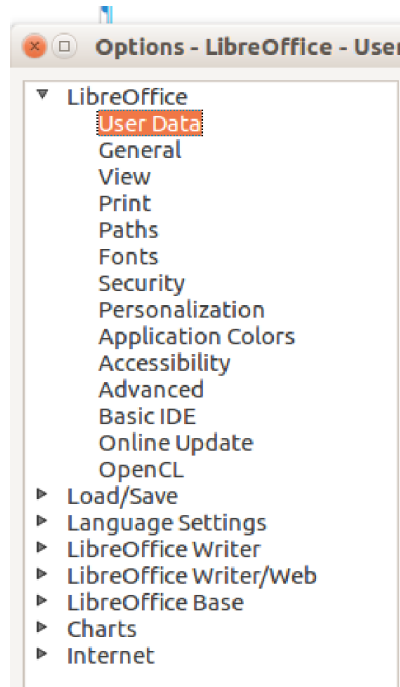 ¶
Options - LibreOffice - User
LibreOffice
User Data
General
View
Print
Paths
Fonts
Security
Personalization
Application Colors
Accessibility
Advanced
Basic IDE
Online Update
OpenCL
Load/Save
Language Settings
LibreOffice Writer
LibreOffice Writer/Web
LibreOffice Base
Charts
Internet